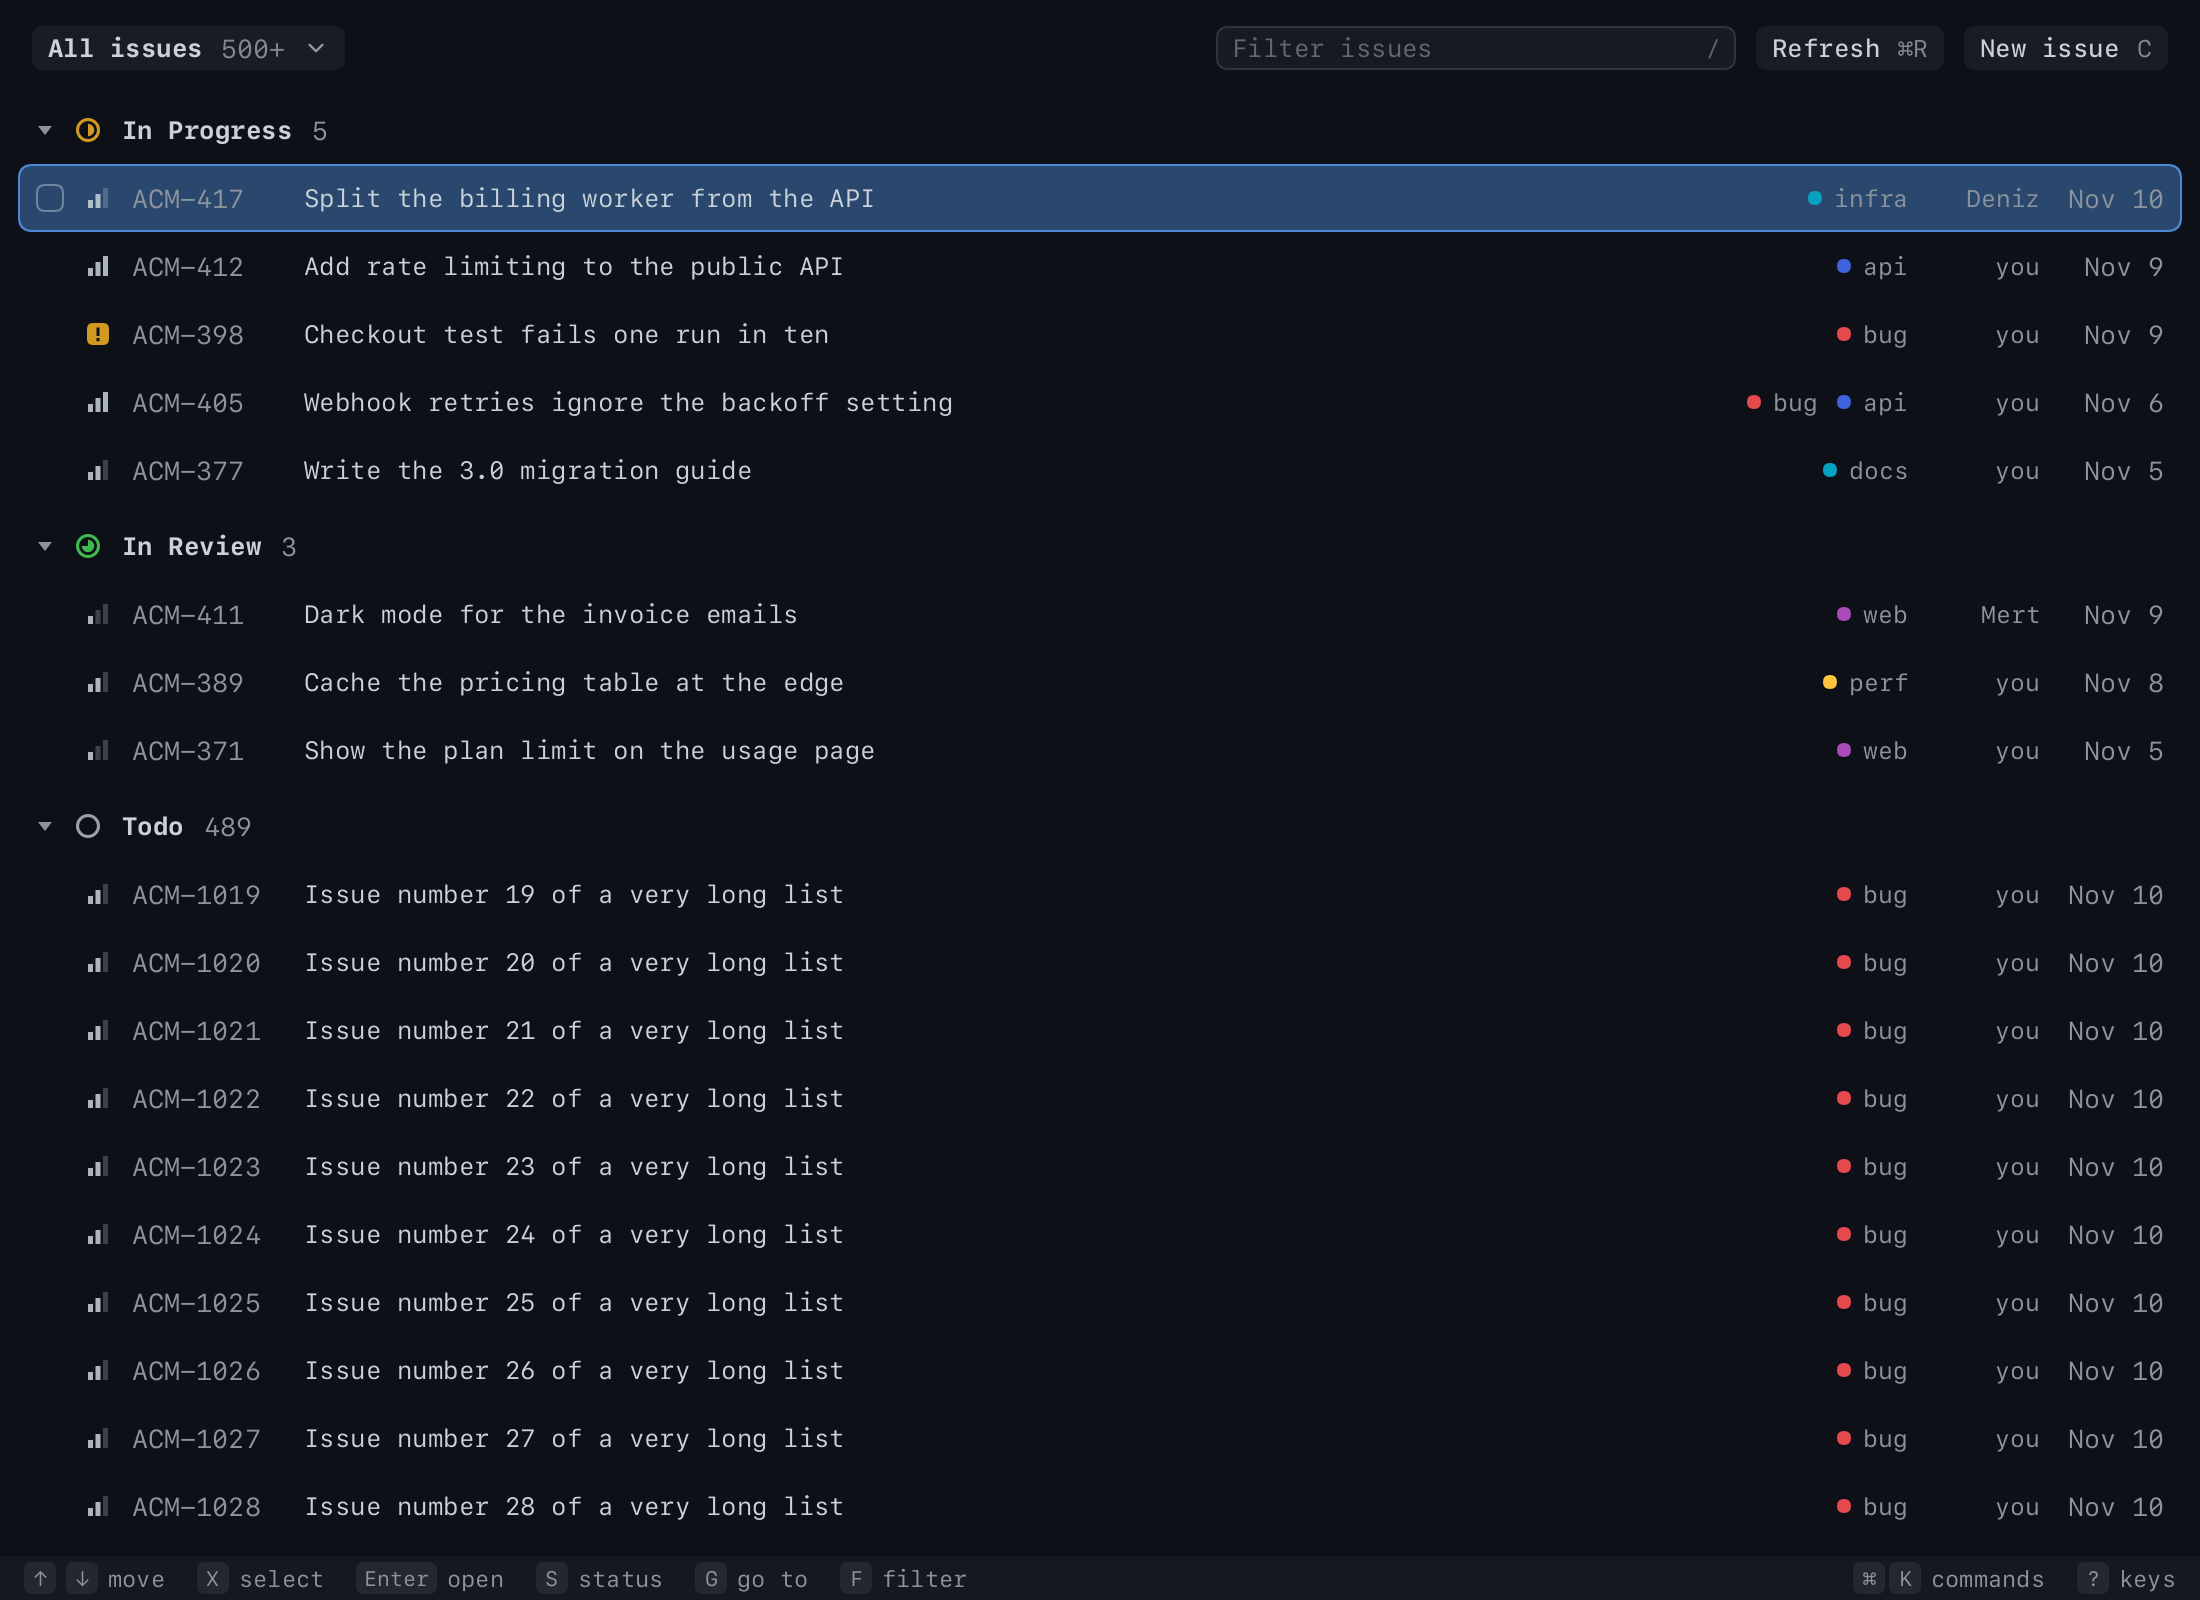 All issues 500+ Filter issues / Refresh ⌘R New issue C
In Progress 5
ACM-417 Split the billing worker from the API infra Deniz Nov 10
ACM-412 Add rate limiting to the public API api you Nov 9
! ACM-398 Checkout test fails one run in ten bug you Nov 9
ACM-405 Webhook retries ignore the backoff setting bug api you Nov 6
ACM-377 Write the 3.0 migration guide docs you Nov 5
In Review 3
ACM-411 Dark mode for the invoice emails web Mert Nov 9
ACM-389 Cache the pricing table at the edge perf you Nov 8
ACM-371 Show the plan limit on the usage page web you Nov 5
Todo 489
ACM-1019 Issue number 19 of a very long list bug you Nov 10
ACM-1020 Issue number 20 of a very long list bug you Nov 10
ACM-1021 Issue number 21 of a very long list bug you Nov 10
ACM-1022 Issue number 22 of a very long list bug you Nov 10
ACM-1023 Issue number 23 of a very long list bug you Nov 10
ACM-1024 Issue number 24 of a very long list bug you Nov 10
ACM-1025 Issue number 25 of a very long list bug you Nov 10
ACM-1026 Issue number 26 of a very long list bug you Nov 10
ACM-1027 Issue number 27 of a very long list bug you Nov 10
ACM-1028 Issue number 28 of a very long list bug you Nov 10
↑ ↓ move X select Enter open S status G go to F filter ⌘ K commands ? keys